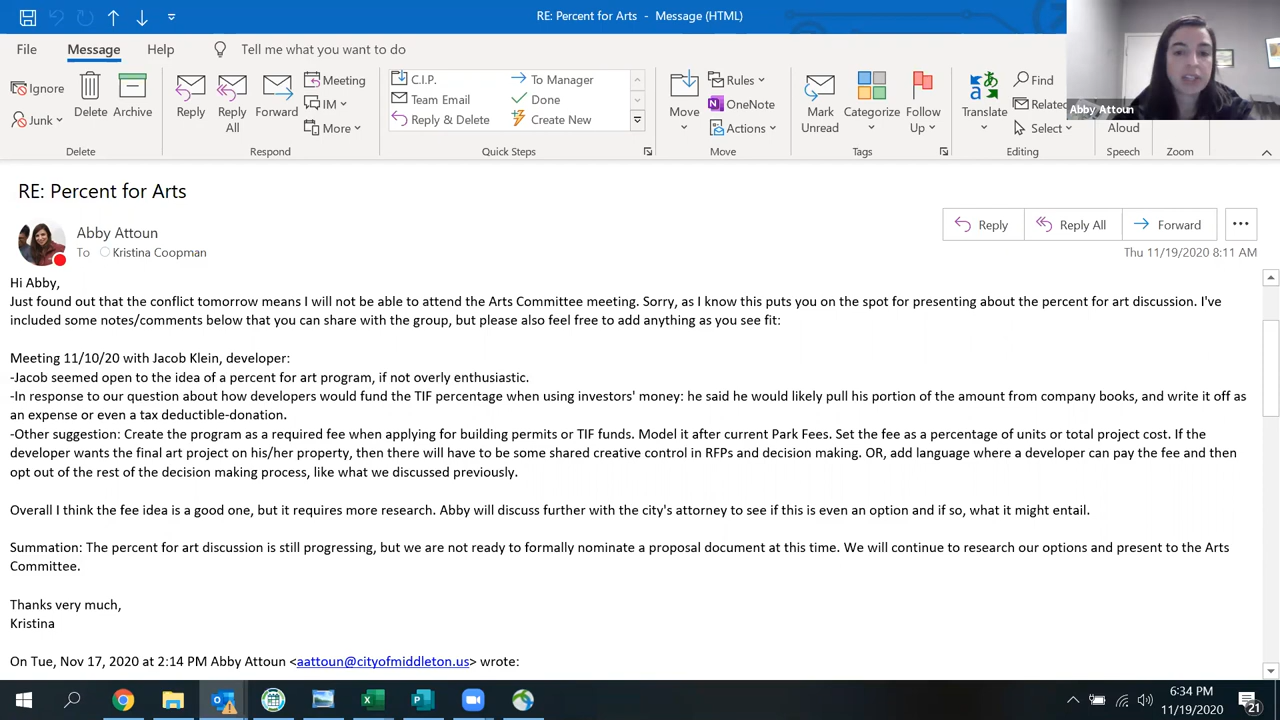 RE: Percent for Arts - Message (HTML)
File Message Help Tell me what you want to do
Ignore
Junk
Delete
Archive
Reply
Reply All
Forward
Meeting
IM
More
C.I.P.
Team Email
Reply & Delete
To Manager
Done
Create New
Move
Rules
OneNote
Actions
Mark Unread
Categorize
Follow Up
Translate
Find
Related
Select
Aloud
Abby Attoun
Delete Respond Quick Steps Move Tags Editing Speech Zoom
RE: Percent for Arts
Abby Attoun
To Kristina Coopman
Reply Reply All Forward
Thu 11/19/2020 8:11 AM
Hi Abby,
Just found out that the conflict tomorrow means I will not be able to attend the Arts Committee meeting. Sorry, as I know this puts you on the spot for presenting about the percent for art discussion. I've
included some notes/comments below that you can share with the group, but please also feel free to add anything as you see fit:
Meeting 11/10/20 with Jacob Klein, developer:
-Jacob seemed open to the idea of a percent for art program, if not overly enthusiastic.
-In response to our question about how developers would fund the TIF percentage when using investors' money: he said he would likely pull his portion of the amount from company books, and write it off as
an expense or even a tax deductible-donation.
-Other suggestion: Create the program as a required fee when applying for building permits or TIF funds. Model it after current Park Fees. Set the fee as a percentage of units or total project cost. If the
developer wants the final art project on his/her property, then there will have to be some shared creative control in RFPs and decision making. OR, add language where a developer can pay the fee and then
opt out of the rest of the decision making process, like what we discussed previously.
Overall I think the fee idea is a good one, but it requires more research. Abby will discuss further with the city's attorney to see if this is even an option and if so, what it might entail.
Summation: The percent for art discussion is still progressing, but we are not ready to formally nominate a proposal document at this time. We will continue to research our options and present to the Arts
Committee.
Thanks very much,
Kristina
On Tue, Nov 17, 2020 at 2:14 PM Abby Attoun <aattoun@cityofmiddleton.us> wrote:
6:34 PM
11/19/2020
21